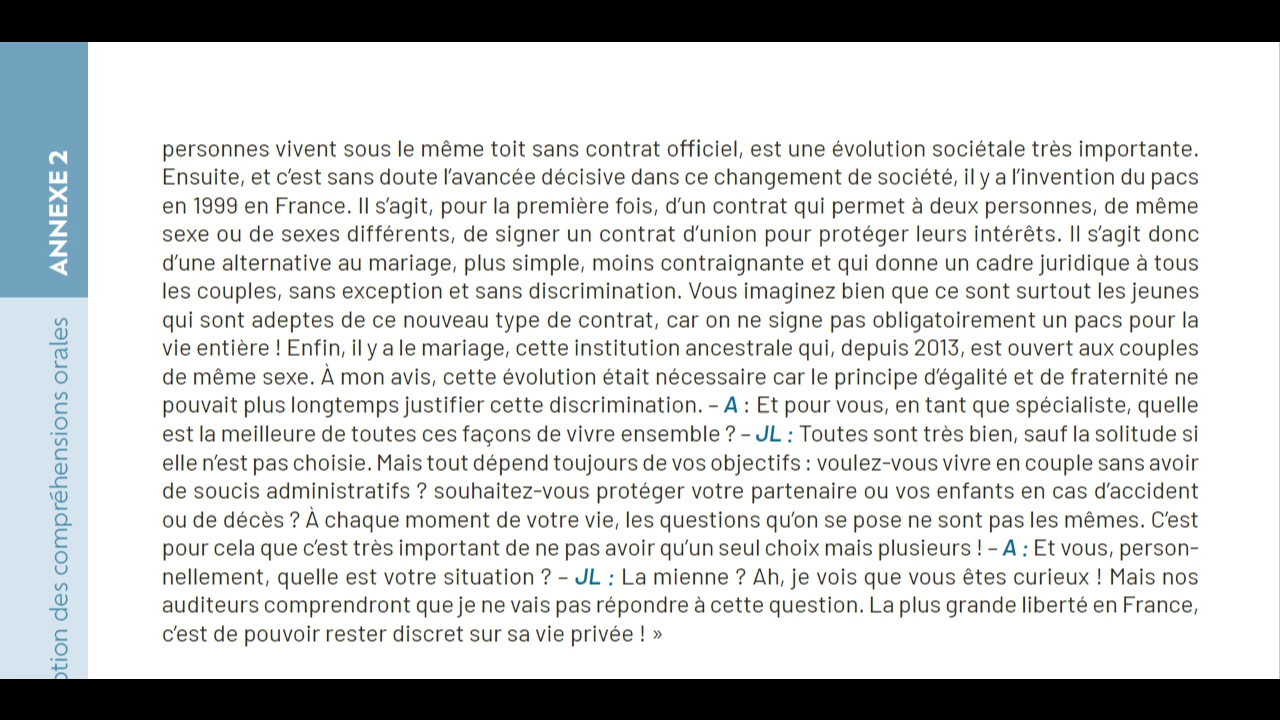 ANNEXE 2
ption des compréhensions orales
personnes vivent sous le même toit sans contrat officiel, est une évolution sociétale très importante.
Ensuite, et c'est sans doute l'avancée décisive dans ce changement de société, il y a l'invention du pacs
en 1999 en France. Il s'agit, pour la première fois, d'un contrat qui permet à deux personnes, de même
sexe ou de sexes différents, de signer un contrat d'union pour protéger leurs intérêts. Il s'agit donc
d'une alternative au mariage, plus simple, moins contraignante et qui donne un cadre juridique à tous
les couples, sans exception et sans discrimination. Vous imaginez bien que ce sont surtout les jeunes
qui sont adeptes de ce nouveau type de contrat, car on ne signe pas obligatoirement un pacs pour la
vie entière ! Enfin, il y a le mariage, cette institution ancestrale qui, depuis 2013, est ouvert aux couples
de même sexe. À mon avis, cette évolution était nécessaire car le principe d'égalité et de fraternité ne
pouvait plus longtemps justifier cette discrimination. – A : Et pour vous, en tant que spécialiste, quelle
est la meilleure de toutes ces façons de vivre ensemble ? – JL : Toutes sont très bien, sauf la solitude si
elle n'est pas choisie. Mais tout dépend toujours de vos objectifs : voulez-vous vivre en couple sans avoir
de soucis administratifs ? souhaitez-vous protéger votre partenaire ou vos enfants en cas d'accident
ou de décès ? À chaque moment de votre vie, les questions qu'on se pose ne sont pas les mêmes. C'est
pour cela que c'est très important de ne pas avoir qu'un seul choix mais plusieurs ! – A : Et vous, person-
nellement, quelle est votre situation ? – JL : La mienne ? Ah, je vois que vous êtes curieux ! Mais nos
auditeurs comprendront que je ne vais pas répondre à cette question. La plus grande liberté en France,
c'est de pouvoir rester discret sur sa vie privée ! »